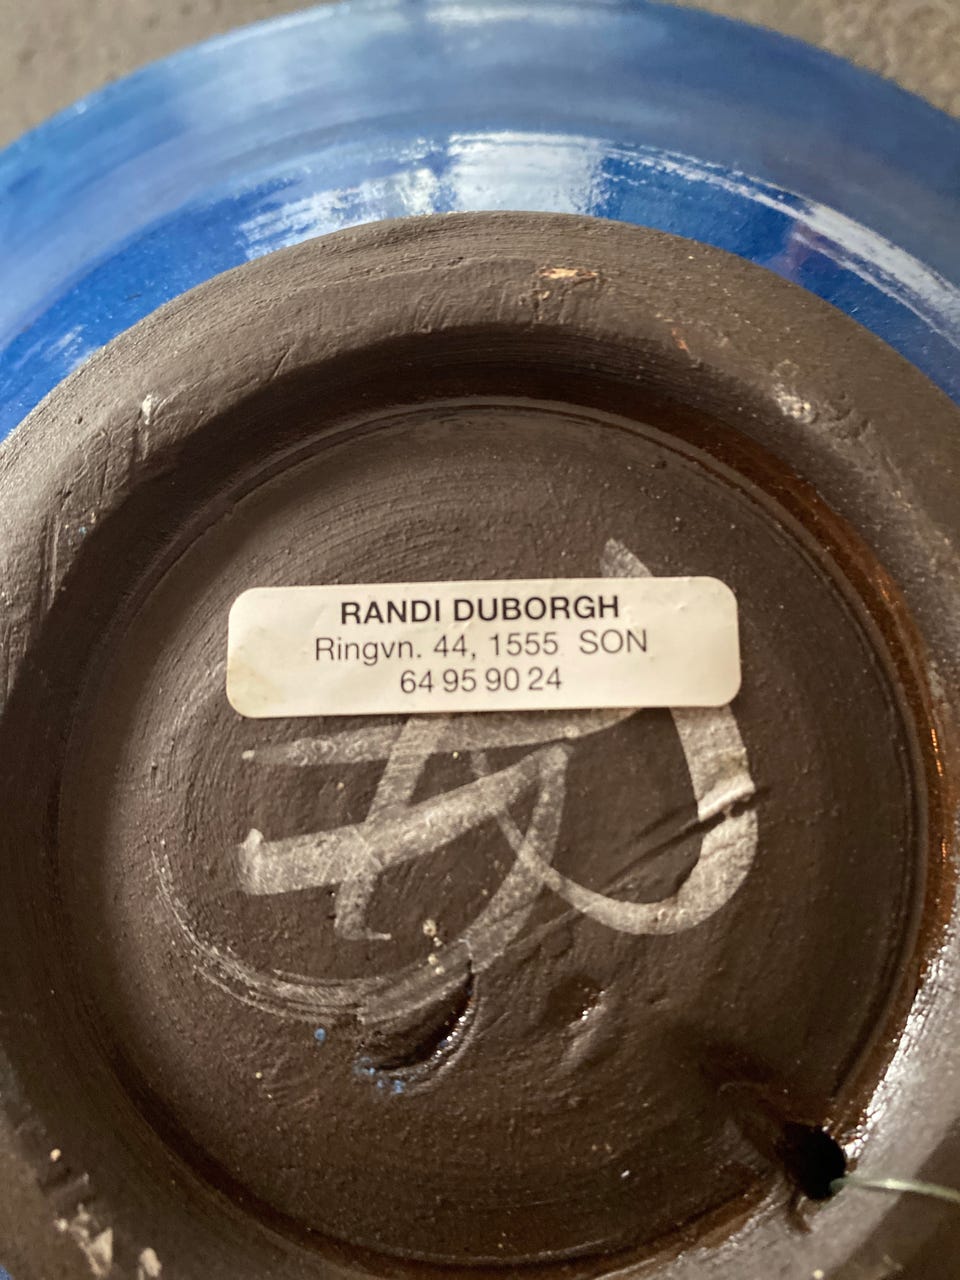 RANDI DUBORGH
Ringvn. 44, 1555 SON
64 95 90 24